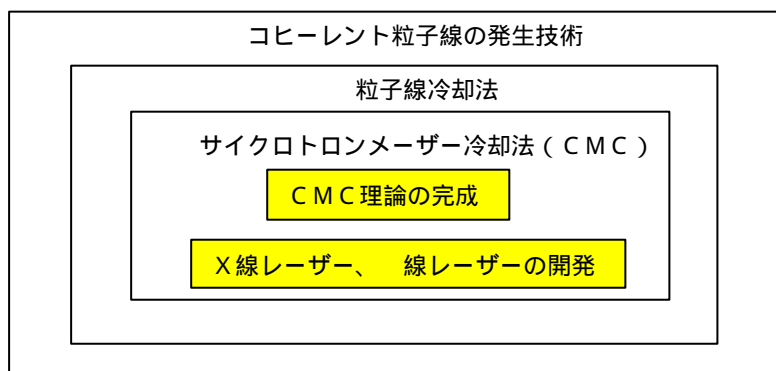 コヒーレント粒子線の発生技術
粒子線冷却法
サイクロトロンメーザー冷却法(CMC)
CMC理論の完成
X線レーザー、 線レーザーの開発